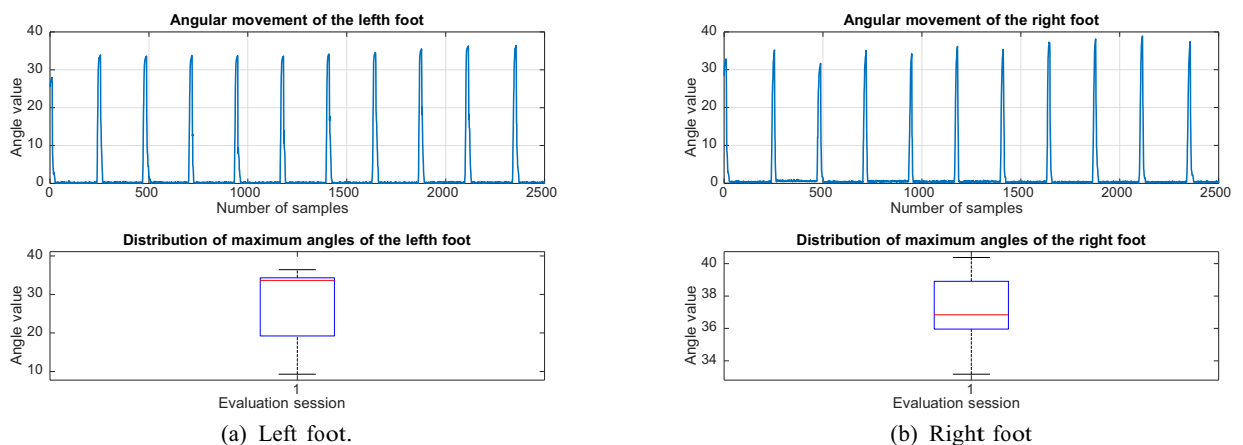 Angular movement of the left foot
40
30
20
10
0
Angle value
0 500 1000 1500 2000 2500
Number of samples
Distribution of maximum angles of the leftth foot
40
30
20
10
Angle value
1
Evaluation session
(a) Left foot.
Angular movement of the right foot
40
30
20
10
0
Angle value
0 500 1000 1500 2000 2500
Number of samples
Distribution of maximum angles of the right foot
40
38
36
34
Angle value
1
Evaluation session
(b) Right foot